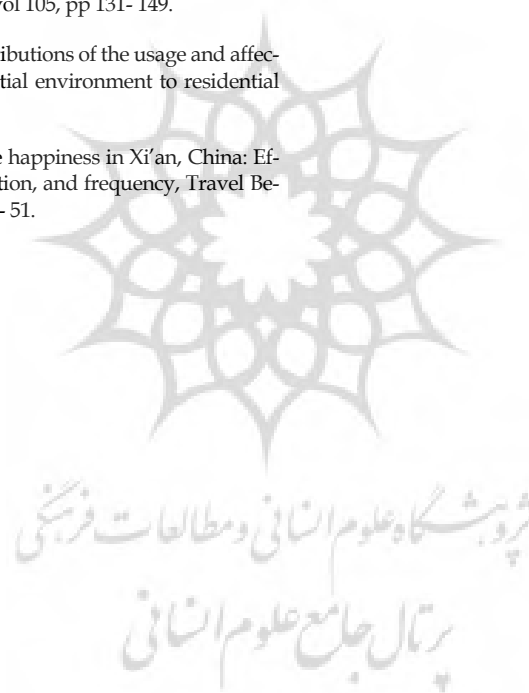 vol 105, pp 131- 149.
ributions of the usage and affec-
tial environment to residential
e happiness in Xi'an, China: Ef-
tion, and frequency, Travel Be-
- 51.
پژوهشگاه علوم انسانی و مطالعات فرهنگی
پرتال جامع علوم انسانی